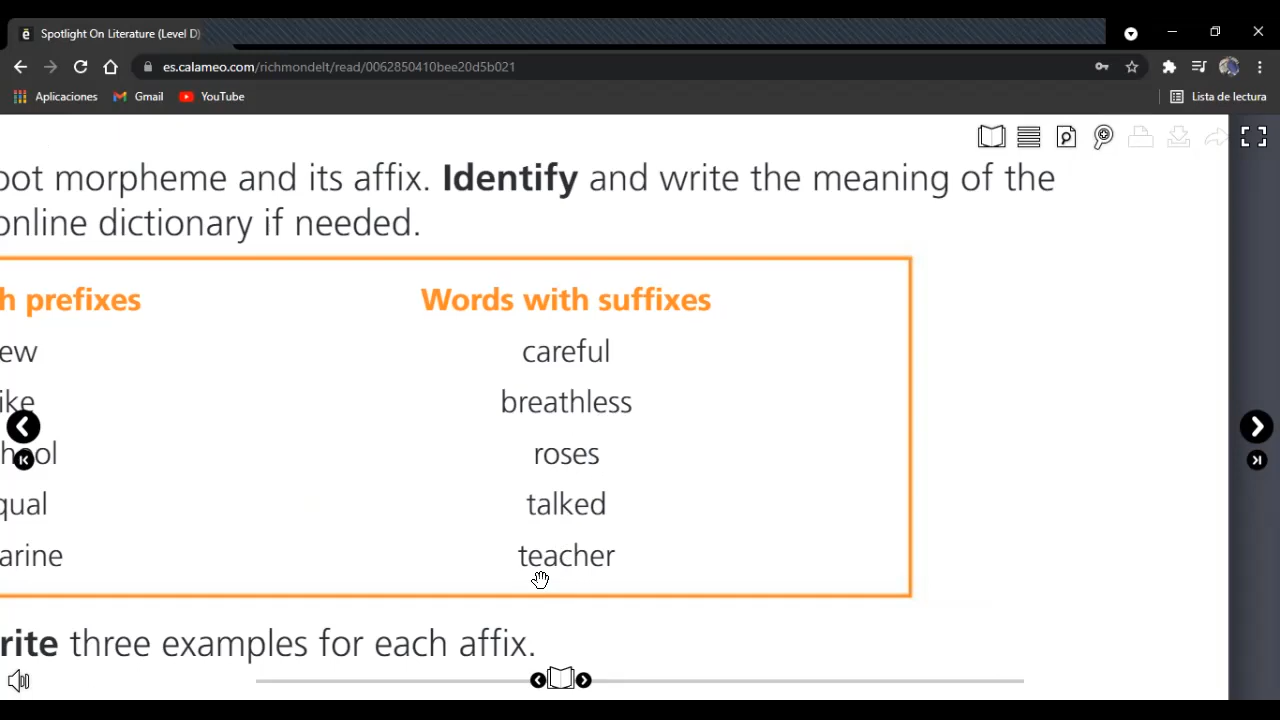 Spotlight On Literature (Level D)
es.calameo.com/richmondelt/read/0062850410bee20d5b021
Aplicaciones Gmail YouTube Lista de lectura
oot morpheme and its affix. Identify and write the meaning of the
online dictionary if needed.
h prefixes Words with suffixes
ew careful
ike breathless
hool roses
qual talked
arine teacher
rite three examples for each affix.